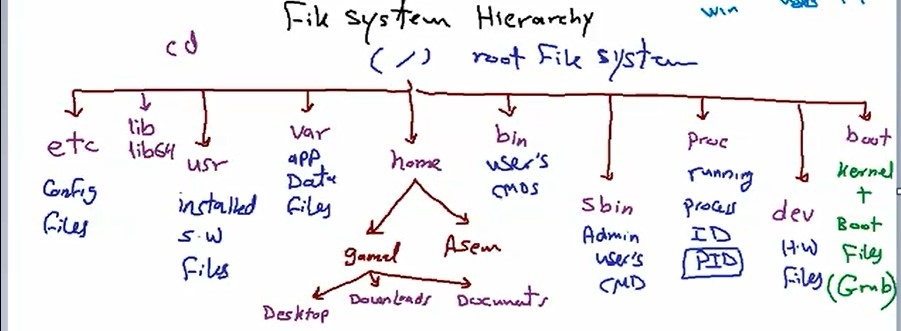 File system Hierarchy
win
cd
(/) root File system
etc
Config
files
lib
lib64
usr
installed
S.W
Files
var
app
Data
files
home
gamel
Desktop
Downloads
Documents
Asem
bin
user's
CMDS
Sbin
Admin
user's
CMD
Proc
running
process
ID
PID
dev
H.W
files
boot
Kernel
+
Boot
Files
(Grub)